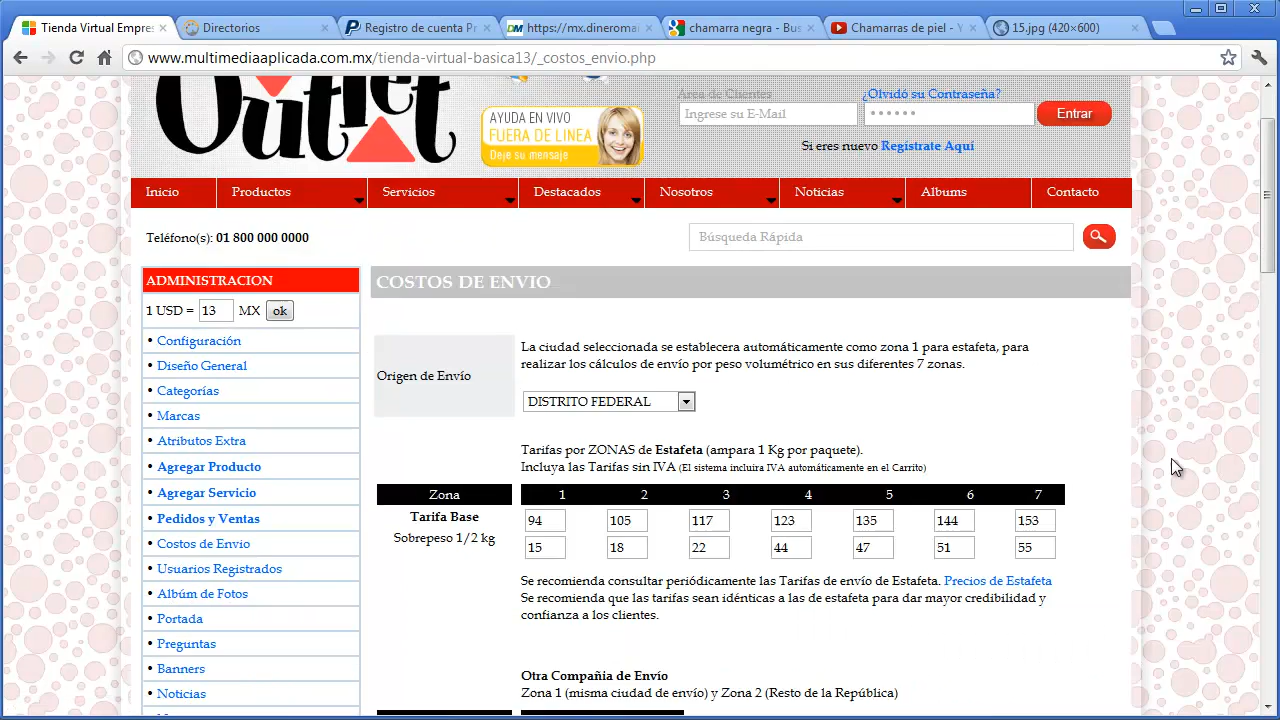 Tienda Virtual Empres
Directorios
Registro de cuenta Pr
https://mx.dineromai
chamarra negra - Bus
Chamarras de piel - Y
15.jpg (420×600)
www.multimediaaplicada.com.mx/tienda-virtual-basica13/_costos_envio.php
Outlet
AYUDA EN VIVO
FUERA DE LINEA
Deje su mensaje
Area de Clientes
¿Olvidó su Contraseña?
Ingrese su E-Mail
Entrar
Si eres nuevo Registrate Aquí
Inicio
Productos
Servicios
Destacados
Nosotros
Noticias
Albums
Contacto
Teléfono(s): 01 800 000 0000
Búsqueda Rápida
ADMINISTRACION
1 USD = 13 MX ok
• Configuración
• Diseño General
• Categorías
• Marcas
• Atributos Extra
• Agregar Producto
• Agregar Servicio
• Pedidos y Ventas
• Costos de Envio
• Usuarios Registrados
• Albúm de Fotos
• Portada
• Preguntas
• Banners
• Noticias
COSTOS DE ENVIO
Origen de Envío
La ciudad seleccionada se establecera automáticamente como zona 1 para estafeta, para
realizar los cálculos de envío por peso volumétrico en sus diferentes 7 zonas.
DISTRITO FEDERAL
Tarifas por ZONAS de Estafeta (ampara 1 Kg por paquete).
Incluya las Tarifas sin IVA (El sistema incluira IVA automáticamente en el Carrito)
Zona 1 2 3 4 5 6 7
Tarifa Base 94 105 117 123 135 144 153
Sobrepeso 1/2 kg 15 18 22 44 47 51 55
Se recomienda consultar periódicamente las Tarifas de envío de Estafeta. Precios de Estafeta
Se recomienda que las tarifas sean idénticas a las de estafeta para dar mayor credibilidad y
confianza a los clientes.
Otra Compañia de Envío
Zona 1 (misma ciudad de envío) y Zona 2 (Resto de la República)